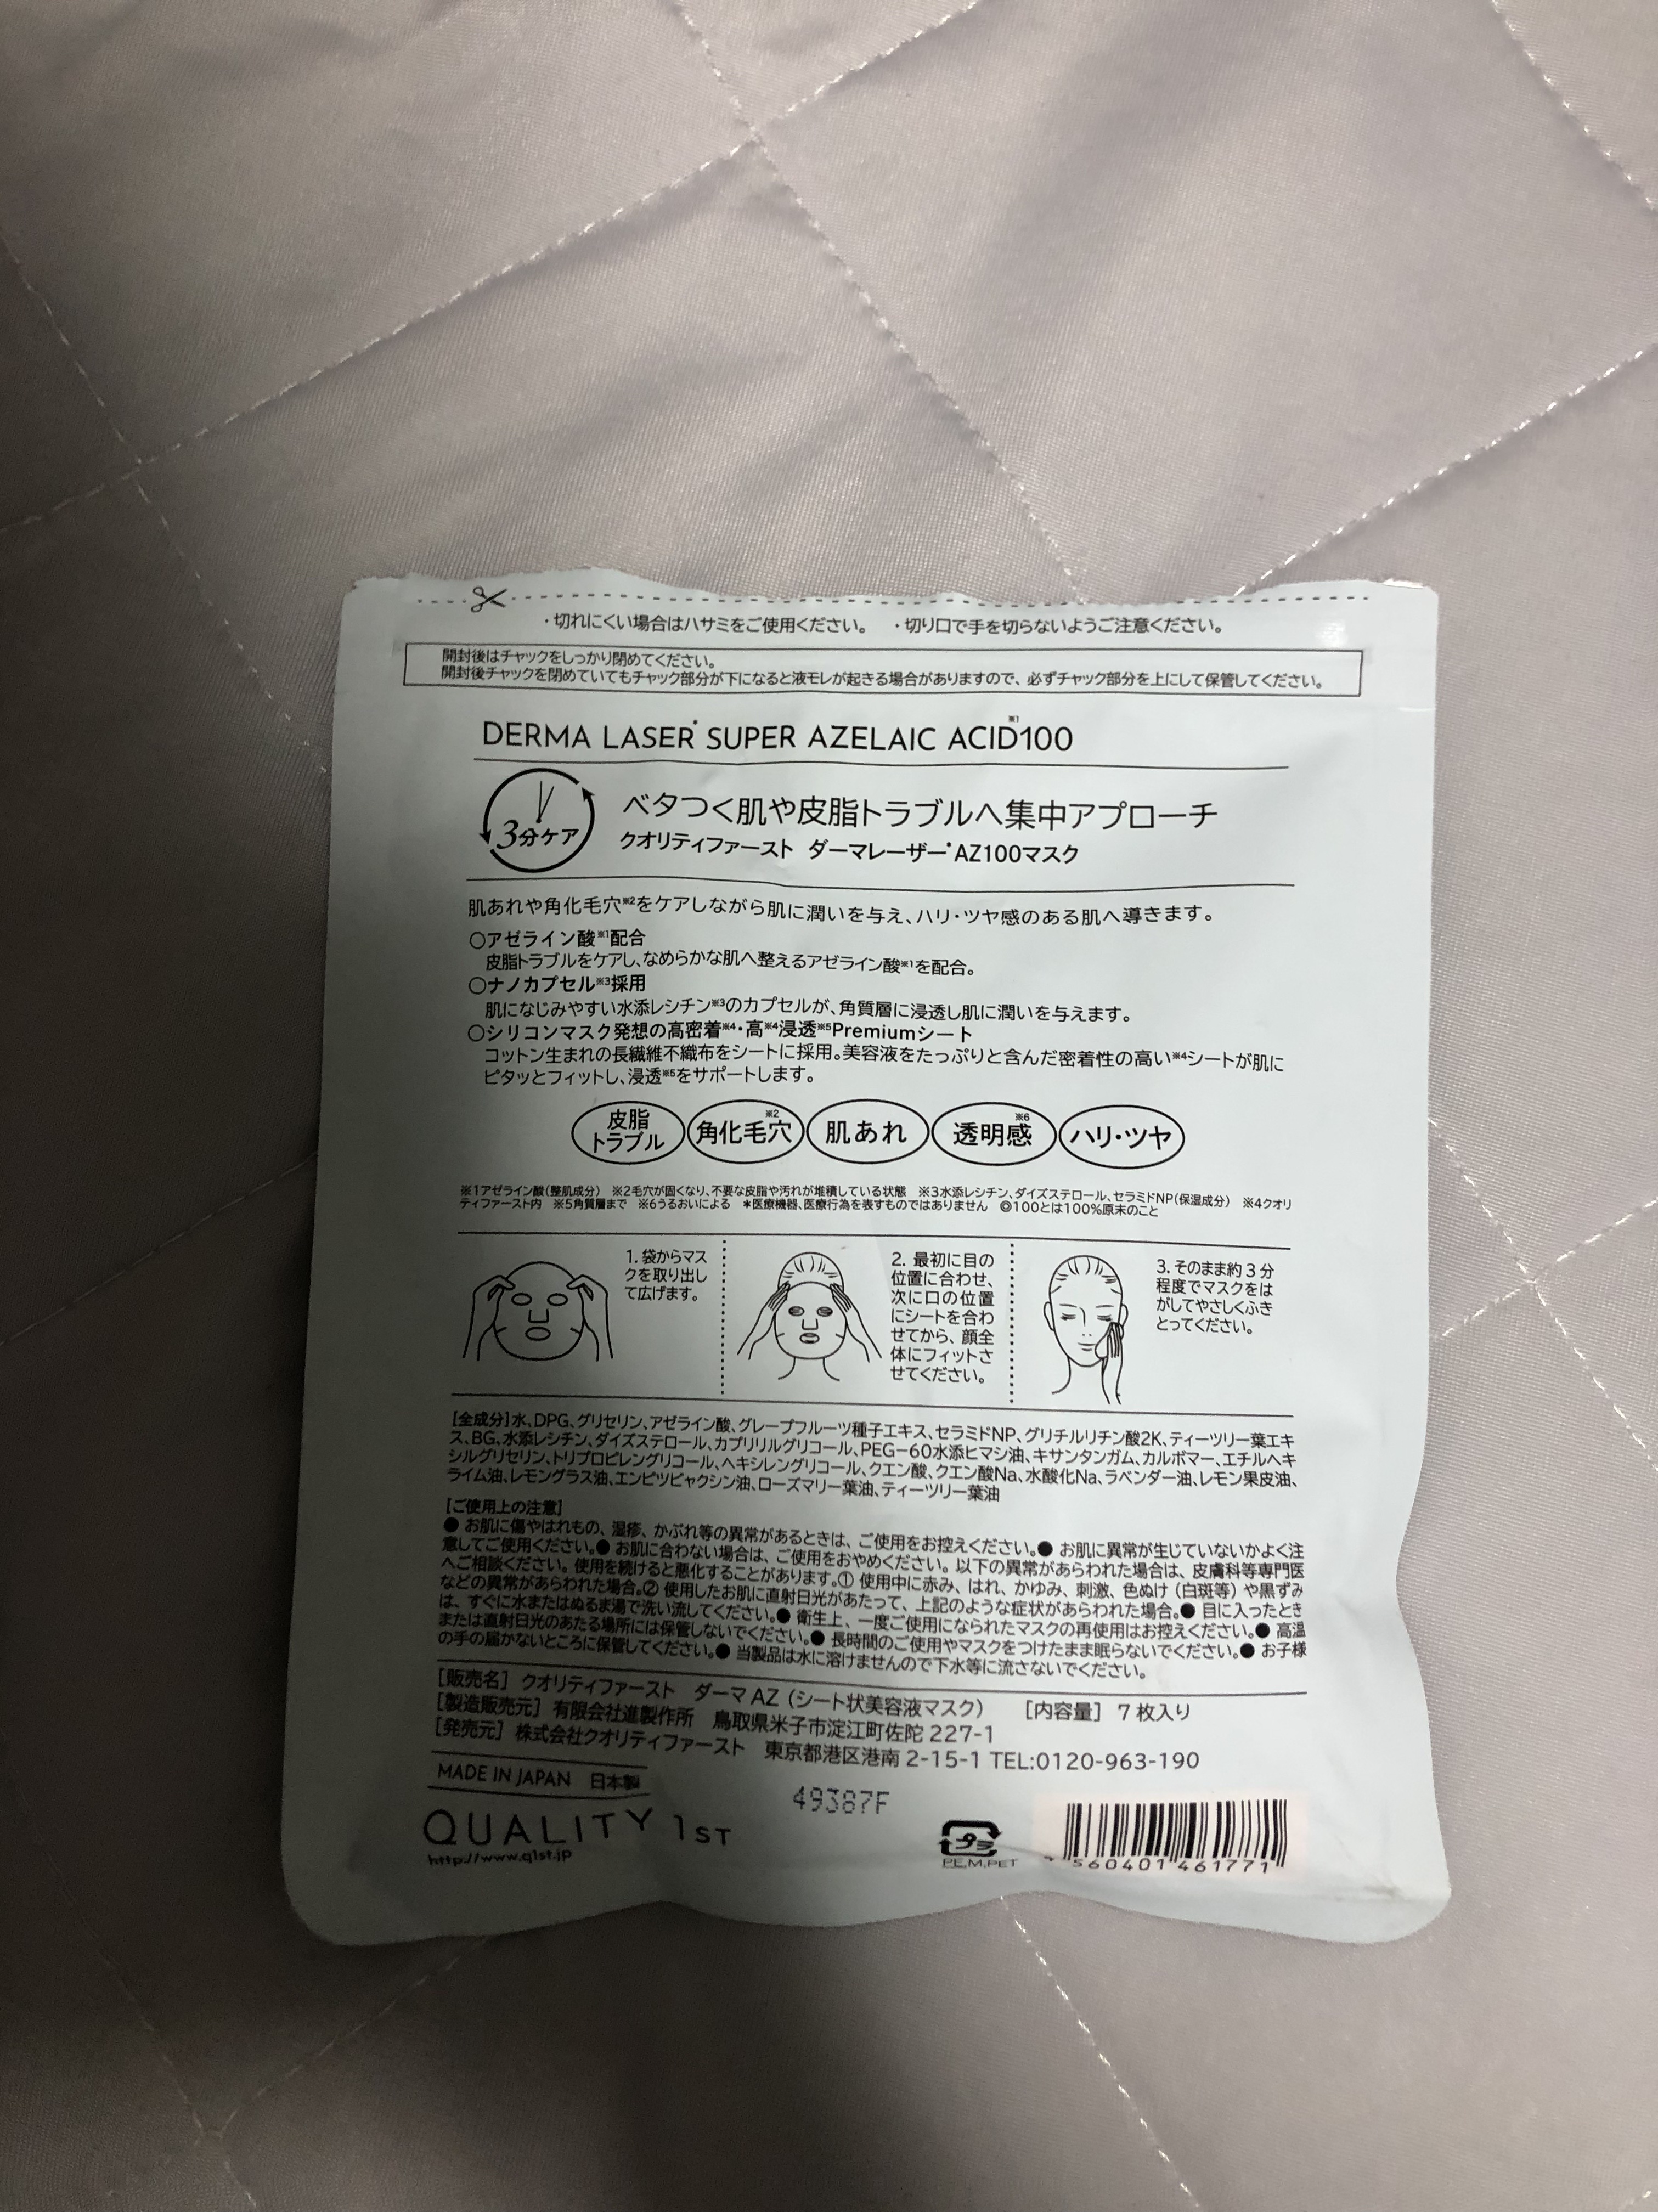 ・切れにくい場合はハサミをご使用ください。 ・切り口で手を切らないようご注意ください。
開封後はチャックをしっかり閉めてください。
開封後チャックを閉めていてもチャック部分が下になると液モレが起きる場合がありますので、必ずチャック部分を上にして保管してください。
DERMA LASER* SUPER AZELAIC ACID※1100
3分ケア
ベタつく肌や皮脂トラブルへ集中アプローチ
クオリティファースト ダーマレーザー*AZ100マスク
肌あれや角化毛穴※2をケアしながら肌に潤いを与え、ハリ・ツヤ感のある肌へ導きます。
○アゼライン酸※1配合
皮脂トラブルをケアし、なめらかな肌へ整えるアゼライン酸※1を配合。
○ナノカプセル※3採用
肌になじみやすい水添レシチン※3のカプセルが、角質層に浸透し肌に潤いを与えます。
○シリコンマスク発想の高密着※4・高※4浸透※5Premiumシート
コットン生まれの長繊維不織布をシートに採用。美容液をたっぷりと含んだ密着性の高い※4シートが肌に
ピタッとフィットし、浸透※5をサポートします。
皮脂
トラブル
角化毛穴※2
肌あれ
透明感※6
ハリ・ツヤ
※1アゼライン酸(整肌成分) ※2毛穴が固くなり、不要な皮脂や汚れが堆積している状態 ※3水添レシチン、ダイズステロール、セラミドNP(保湿成分) ※4クオリ
ティファースト内 ※5角質層まで ※6うるおいによる *医療機器、医療行為を表すものではありません ◎100とは100%原末のこと
1. 袋からマス
クを取り出し
て広げます。
2. 最初に目の
位置に合わせ、
次に口の位置
にシートを合わ
せてから、顔全
体にフィットさ
せてください。
3. そのまま約3分
程度でマスクをは
がしてやさしくふき
とってください。
[全成分]水、DPG、グリセリン、アゼライン酸、グレープフルーツ種子エキス、セラミドNP、グリチルリチン酸2K、ティーツリー葉エキ
ス、BG、水添レシチン、ダイズステロール、カプリリルグリコール、PEG-60水添ヒマシ油、キサンタンガム、カルボマー、エチルヘキ
シルグリセリン、トリプロピレングリコール、ヘキシレングリコール、クエン酸、クエン酸Na、水酸化Na、ラベンダー油、レモン果皮油、
ライム油、レモングラス油、エンピツビャクシン油、ローズマリー葉油、ティーツリー葉油
[ご使用上の注意]
● お肌に傷やはれもの、湿疹、かぶれ等の異常があるときは、ご使用をお控えください。● お肌に異常が生じていないかよく注
意してご使用ください。● お肌に合わない場合は、ご使用をおやめください。以下の異常があらわれた場合は、皮膚科等専門医
へご相談ください。使用を続けると悪化することがあります。① 使用中に赤み、はれ、かゆみ、刺激、色ぬけ(白斑等)や黒ずみ
などの異常があらわれた場合。② 使用したお肌に直射日光があたって、上記のような症状があらわれた場合。● 目に入ったとき
は、すぐに水またはぬるま湯で洗い流してください。● 衛生上、一度ご使用になられたマスクの再使用はお控えください。● 高温
または直射日光のあたる場所には保管しないでください。● 長時間のご使用やマスクをつけたまま眠らないでください。● お子様
の手の届かないところに保管してください。● 当製品は水に溶けませんので下水等に流さないでください。
[販売名] クオリティファースト ダーマ AZ(シート状美容液マスク) [内容量] 7枚入り
[製造販売元] 有限会社進製作所 鳥取県米子市淀江町佐陀 227-1
[発売元] 株式会社クオリティファースト 東京都港区港南 2-15-1 TEL:0120-963-190
MADE IN JAPAN 日本製
49387F
QUALITY 1ST
http://www.q1st.jp
プラ
PE,M,PET
4 560401 461771